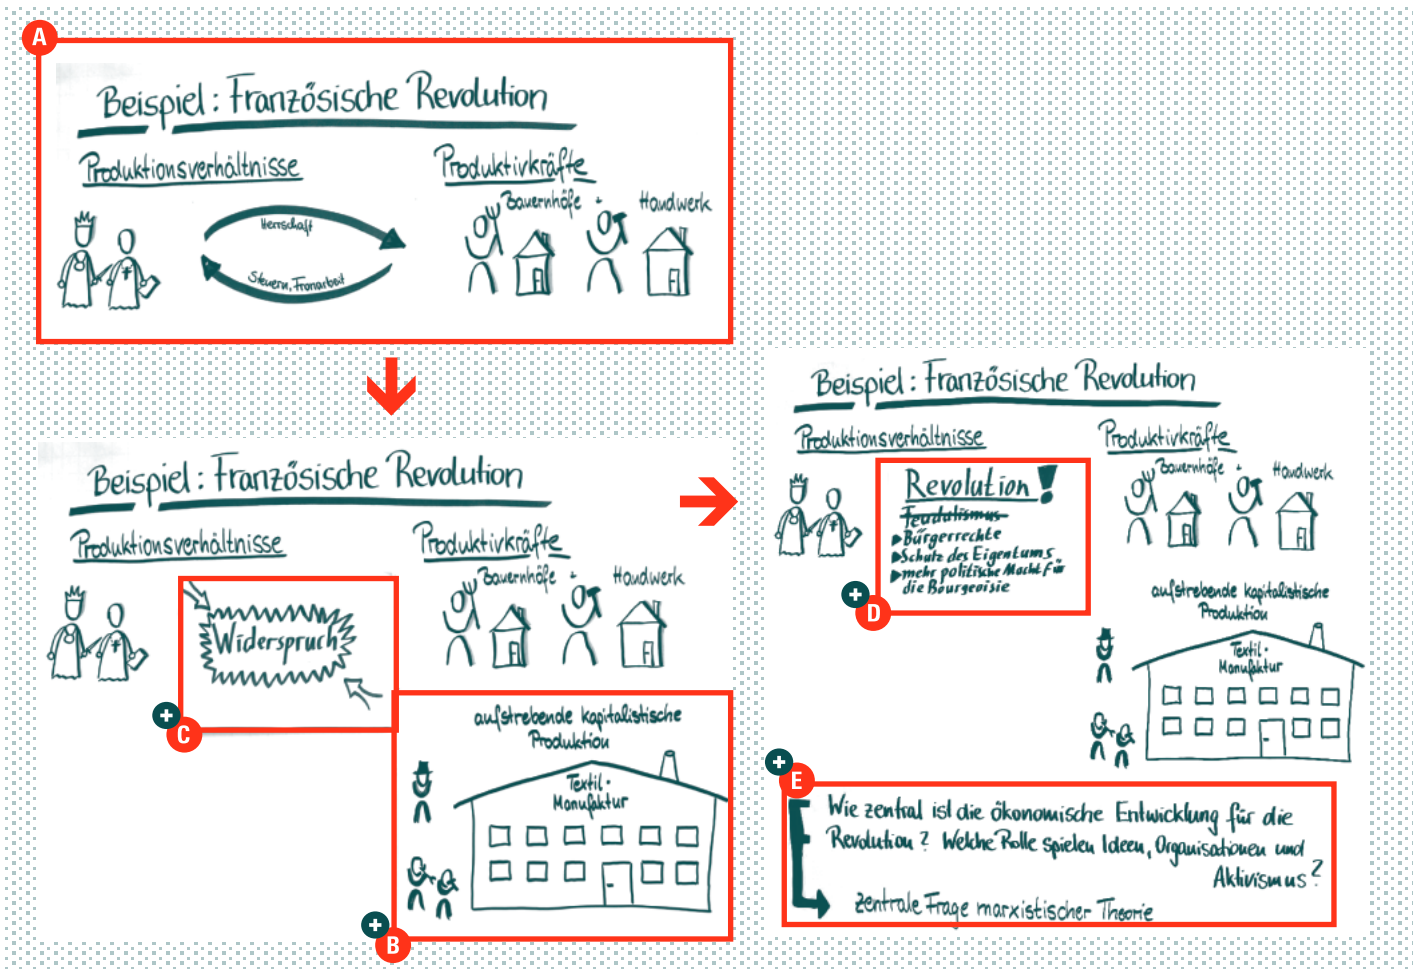 A
Beispiel: Französische Revolution
Produktionsverhältnisse
Produktivkräfte
Bauernhöfe +
Handwerk
Herrschaft
Steuern, Fronarbeit
Beispiel: Französische Revolution
Produktionsverhältnisse
Produktivkräfte
Bauernhöfe +
Handwerk
Widerspruch
+
C
aufstrebende kapitalistische
Produktion
Textil-
Manufaktur
+
B
Beispiel: Französische Revolution
Produktionsverhältnisse
Produktivkräfte
Bauernhöfe +
Handwerk
Revolution!
Feudalismus
Bürgerrechte
Schutz des Eigentums
mehr politische Macht für
die Bourgeoisie
+
D
aufstrebende kapitalistische
Produktion
Textil-
Manufaktur
+
E
Wie zentral ist die ökonomische Entwicklung für die
Revolution? Welche Rolle spielen Ideen, Organisationen und
Aktivismus?
zentrale Frage marxistischer Theorie